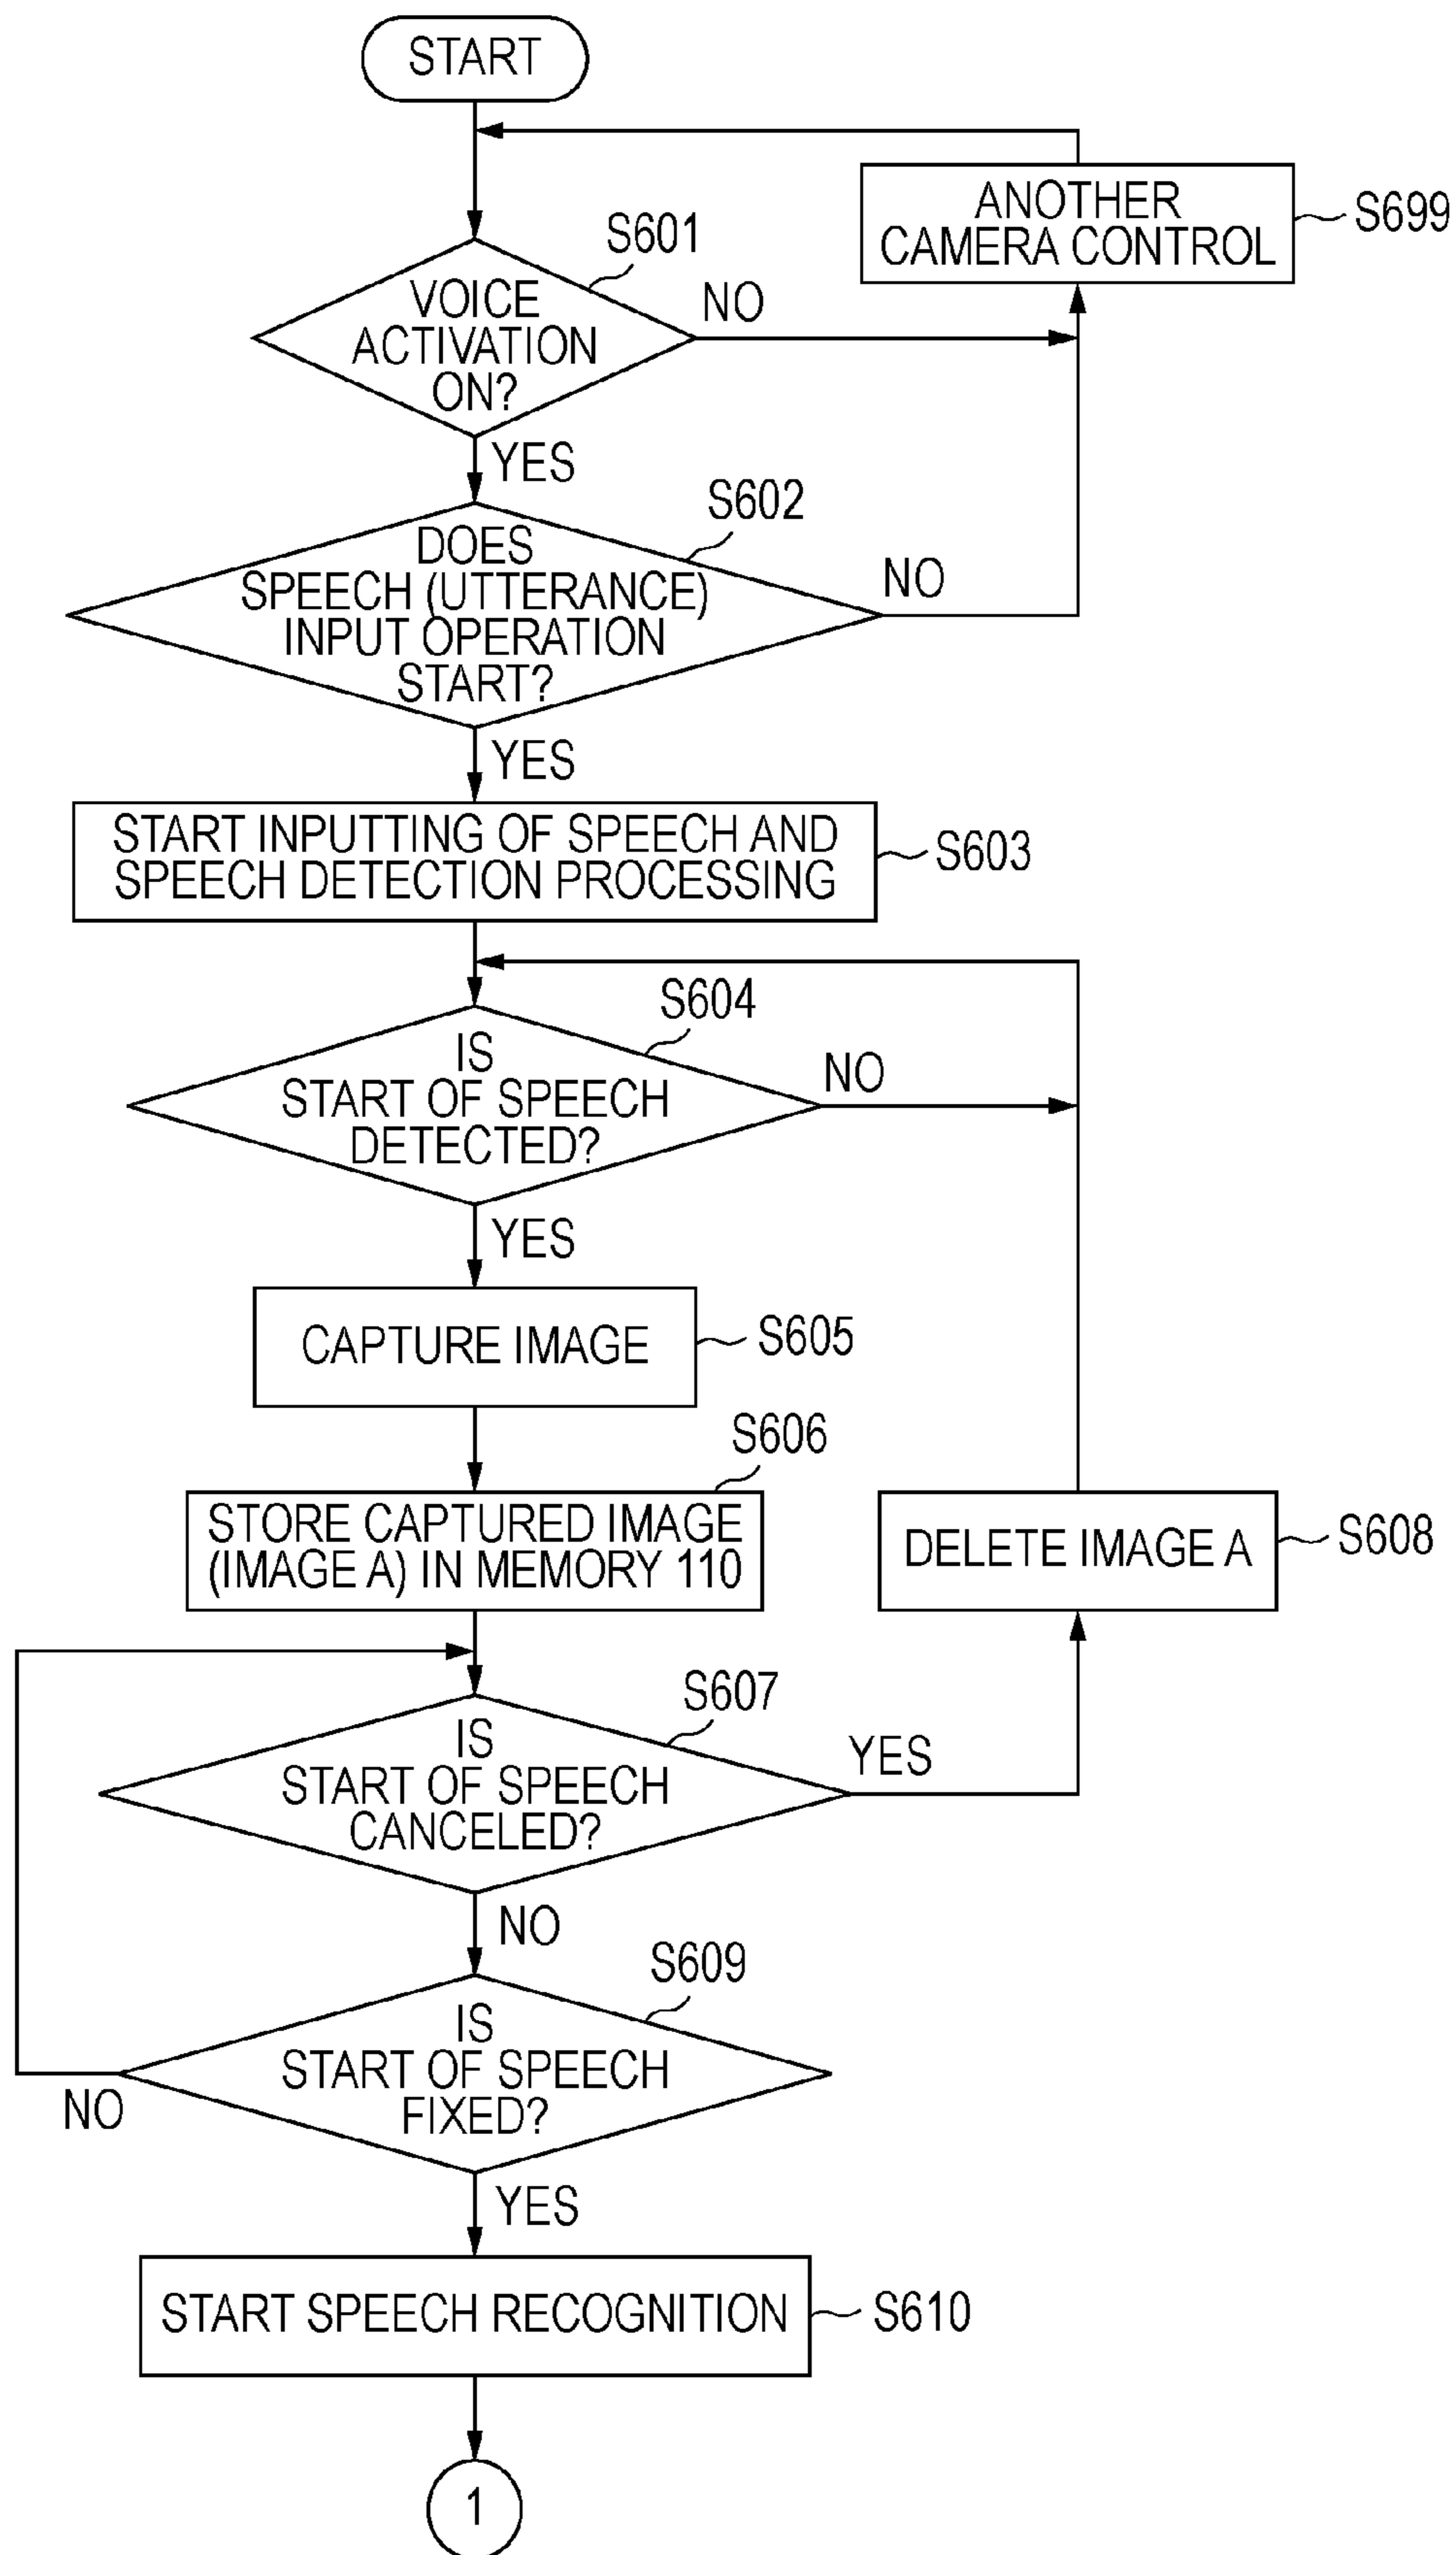 START
ANOTHER
CAMERA CONTROL
S699
S601
VOICE
ACTIVATION
ON?
NO
YES
S602
DOES
SPEECH (UTTERANCE)
INPUT OPERATION
START?
NO
YES
START INPUTTING OF SPEECH AND
SPEECH DETECTION PROCESSING
S603
S604
IS
START OF SPEECH
DETECTED?
NO
YES
CAPTURE IMAGE
S605
S606
STORE CAPTURED IMAGE
(IMAGE A) IN MEMORY 110
DELETE IMAGE A
S608
S607
IS
START OF SPEECH
CANCELED?
YES
NO
S609
IS
START OF SPEECH
FIXED?
NO
YES
START SPEECH RECOGNITION
S610
1